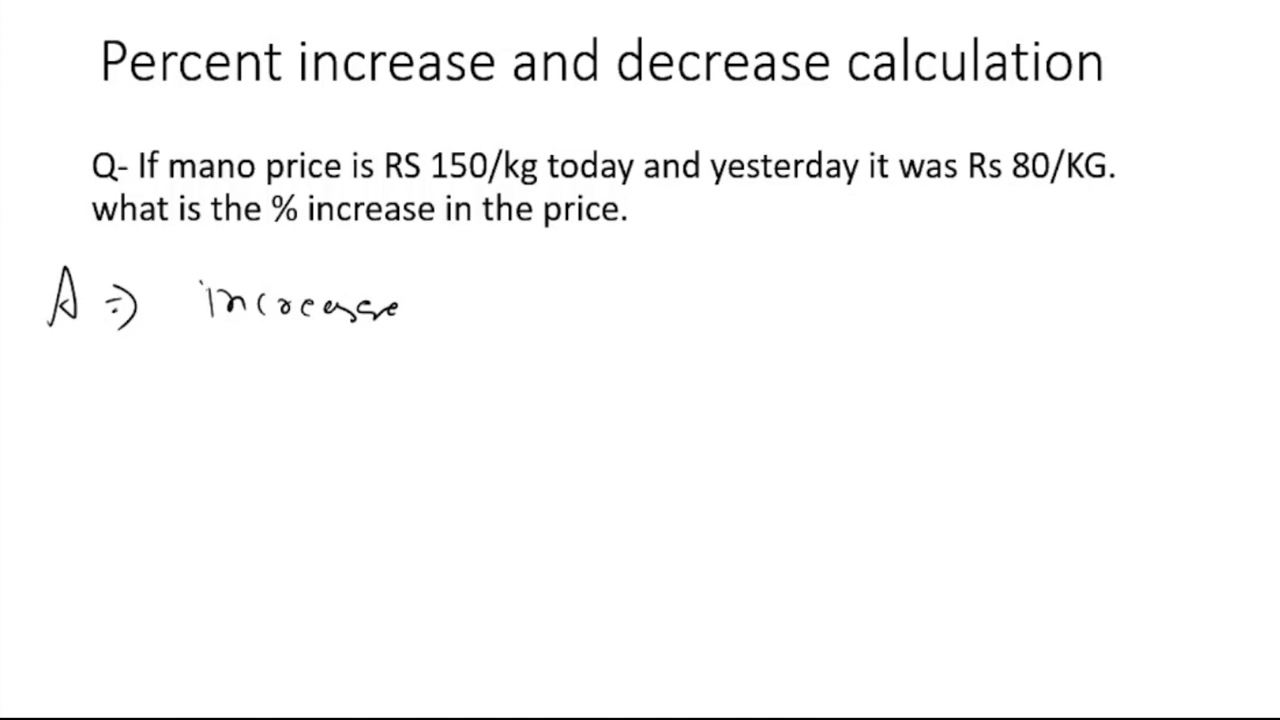 Percent increase and decrease calculation
Q- If mano price is RS 150/kg today and yesterday it was Rs 80/KG.
what is the % increase in the price.
A ⇒ increase